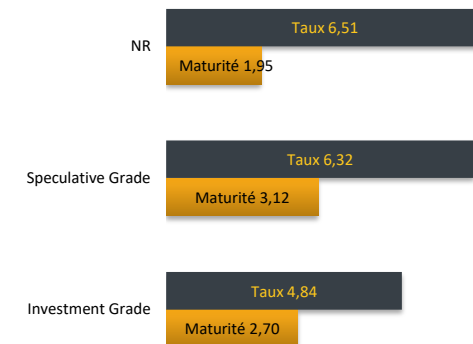 Taux 6,51
NR
Maturité 1,95
Taux 6,32
Speculative Grade
Maturité 3,12
Taux 4,84
Investment Grade
Maturité 2,70